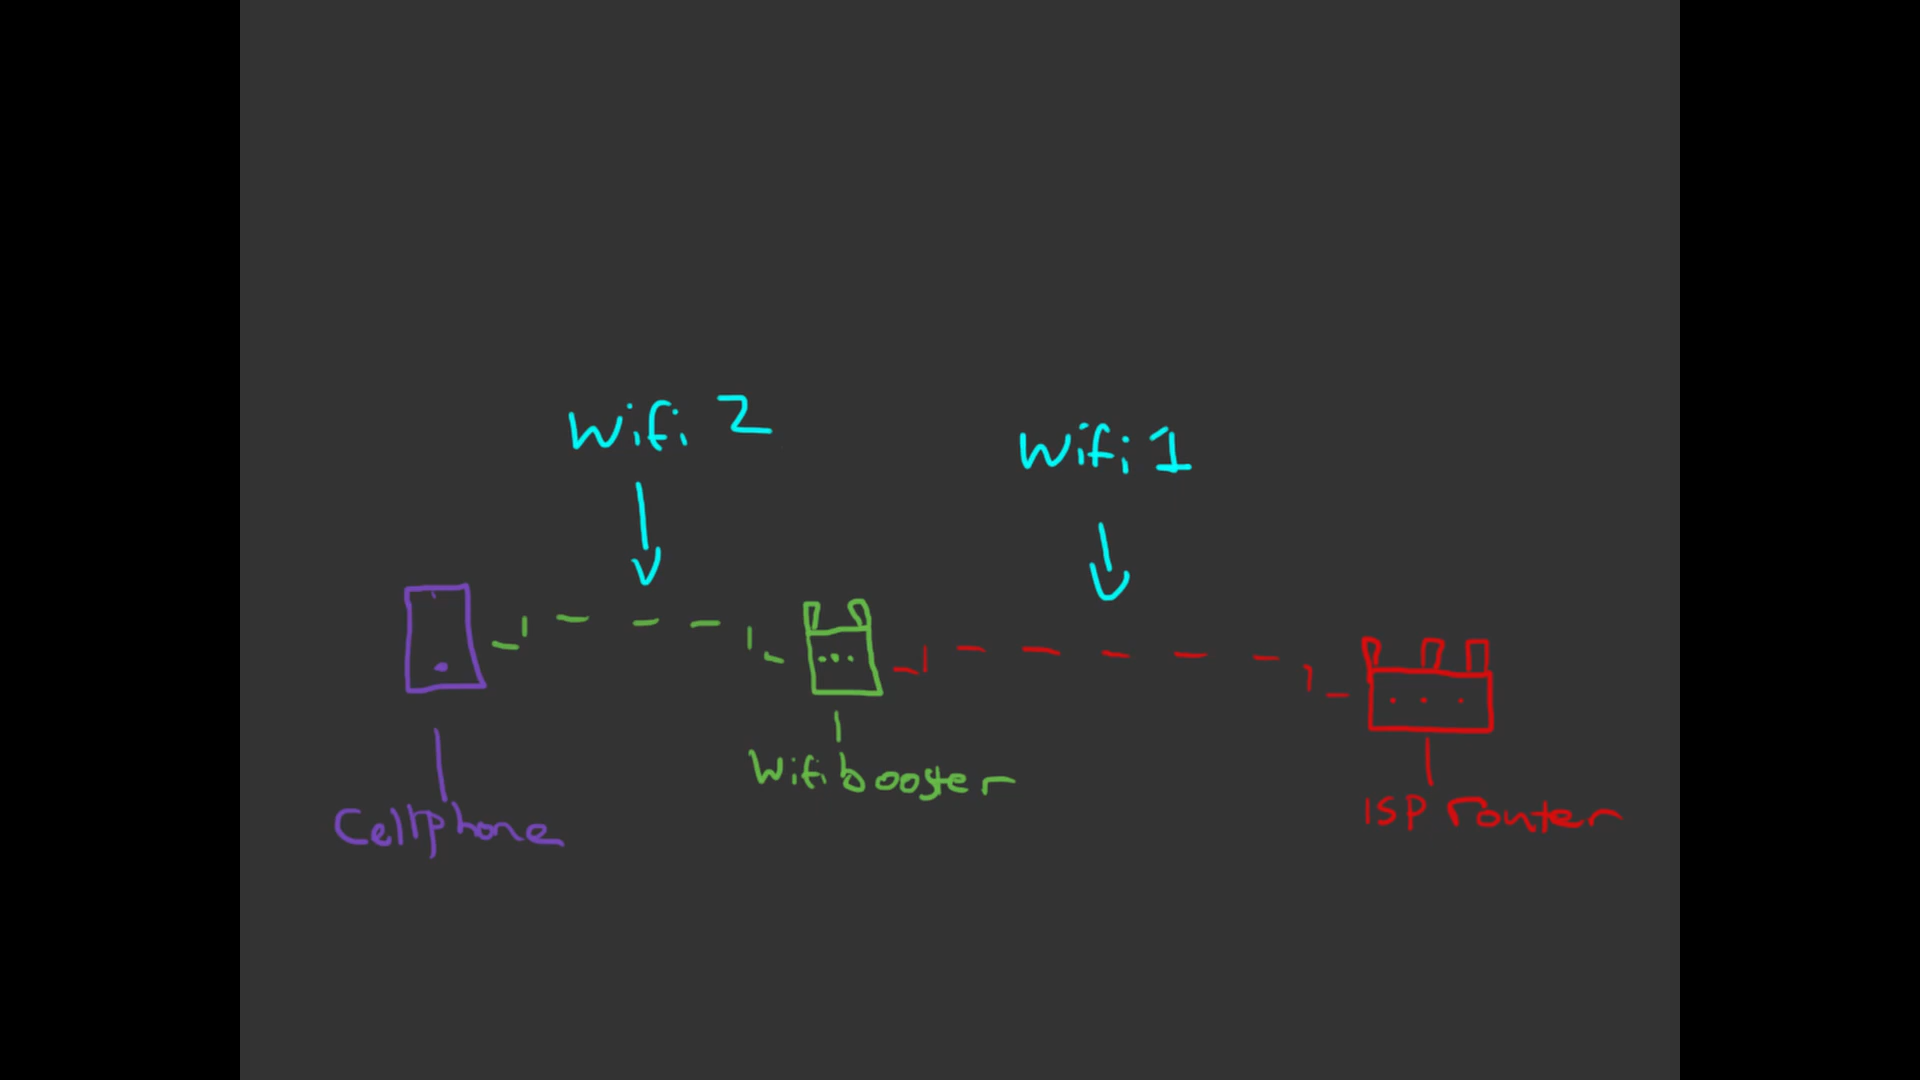 Wifi 2
Wifi 1
Cellphone
Wifi booster
ISP router